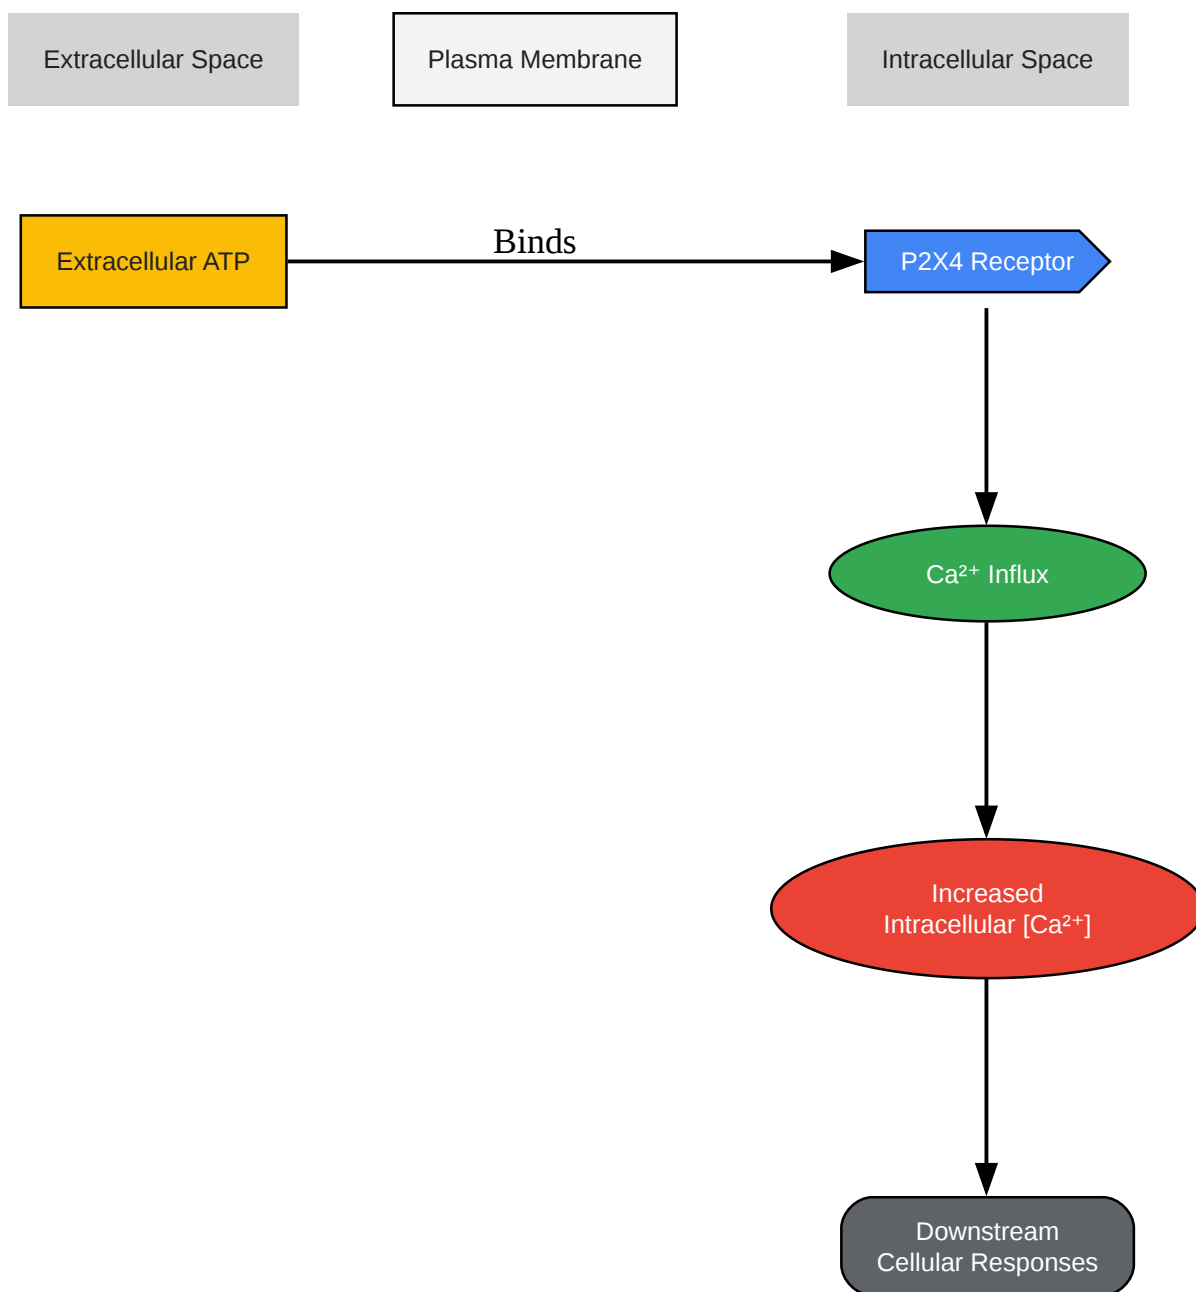 Extracellular Space
Plasma Membrane
Intracellular Space
Extracellular ATP
Binds
P2X4 Receptor
Ca²⁺ Influx
Increased
Intracellular [Ca²⁺]
Downstream
Cellular Responses